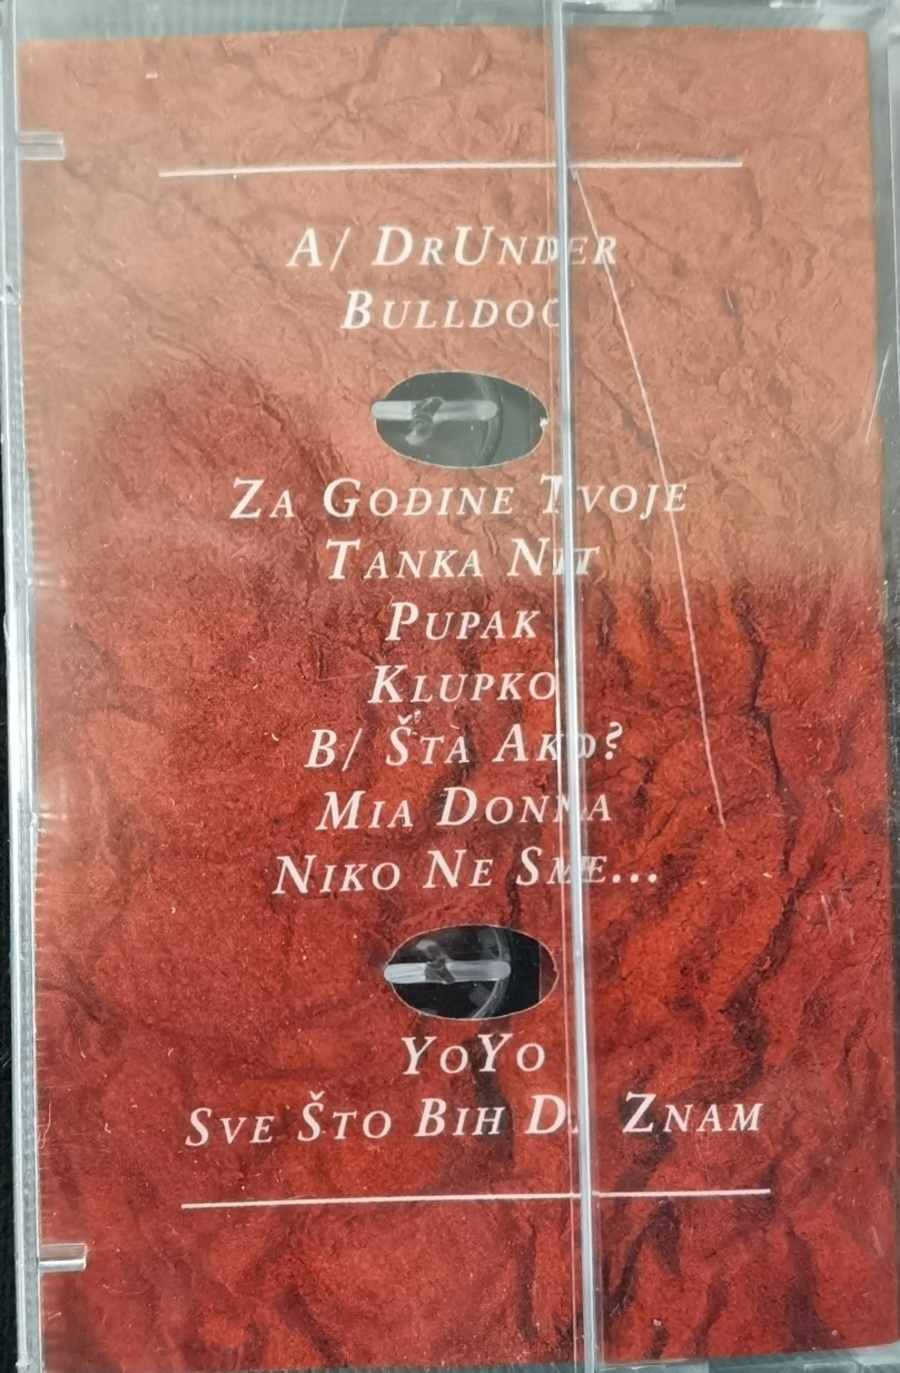 A/ DRUNDER
BULLDOG
ZA GODINE TVOJE
TANKA NIT
PUPAK
KLUPKO
B/ ŠTA AKO?
MIA DONNA
NIKO NE SME...
YOYO
SVE ŠTO BIH DA ZNAM